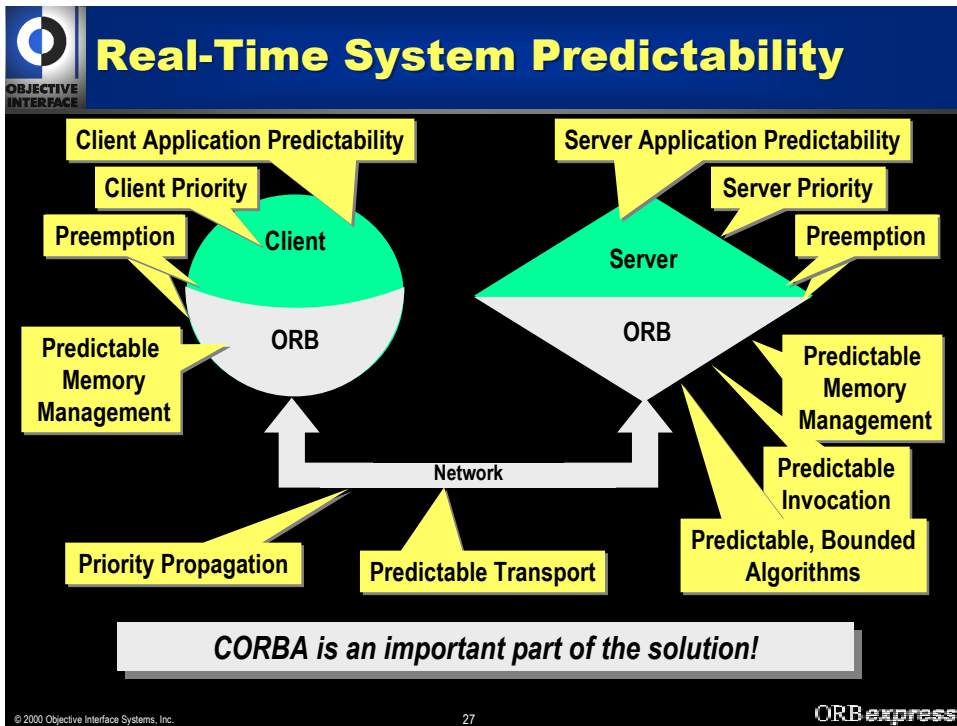 OBJECTIVE
INTERFACE
Real-Time System Predictability
Client Application Predictability
Server Application Predictability
Client Priority
Server Priority
Preemption
Preemption
Client
Server
ORB
ORB
Predictable
Memory
Management
Predictable
Memory
Management
Network
Predictable
Invocation
Predictable, Bounded
Algorithms
Priority Propagation
Predictable Transport
CORBA is an important part of the solution!
© 2000 Objective Interface Systems, Inc.
27
ORBexpress